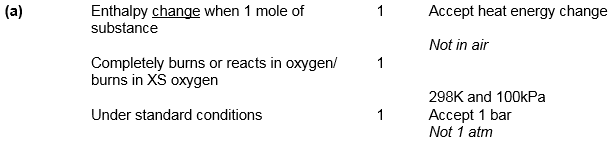 (a) Enthalpy change when 1 mole of 1 Accept heat energy change
substance
Not in air
Completely burns or reacts in oxygen/ 1
burns in XS oxygen
298K and 100kPa
Under standard conditions 1 Accept 1 bar
Not 1 atm